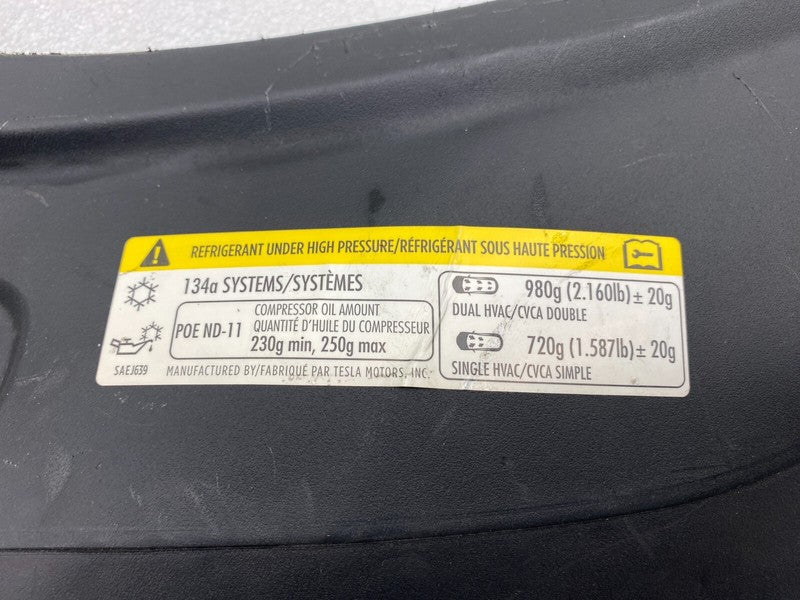 REFRIGERANT UNDER HIGH PRESSURE/RÉFRIGÉRANT SOUS HAUTE PRESSION
134a SYSTEMS/SYSTÈMES
POE ND-11
COMPRESSOR OIL AMOUNT
QUANTITÉ D'HUILE DU COMPRESSEUR
230g min, 250g max
SAEJ639
MANUFACTURED BY/FABRIQUÉ PAR TESLA MOTORS, INC.
980g (2.160lb) ± 20g
DUAL HVAC/CVCA DOUBLE
720g (1.587lb) ± 20g
SINGLE HVAC/CVCA SIMPLE